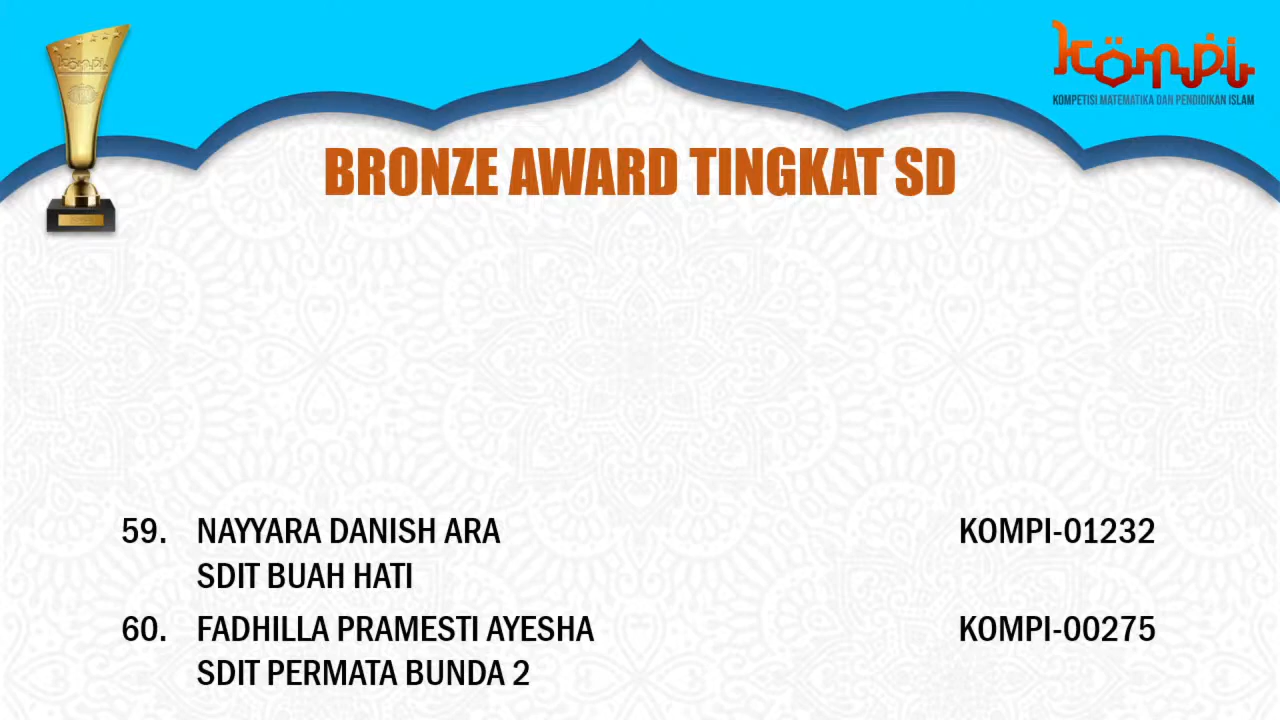 kömpi
KOMPETISI MATEMATIKA DAN PENDIDIKAN ISLAM
BRONZE AWARD TINGKAT SD
59. NAYYARA DANISH ARA KOMPI-01232
SDIT BUAH HATI
60. FADHILLA PRAMESTI AYESHA KOMPI-00275
SDIT PERMATA BUNDA 2